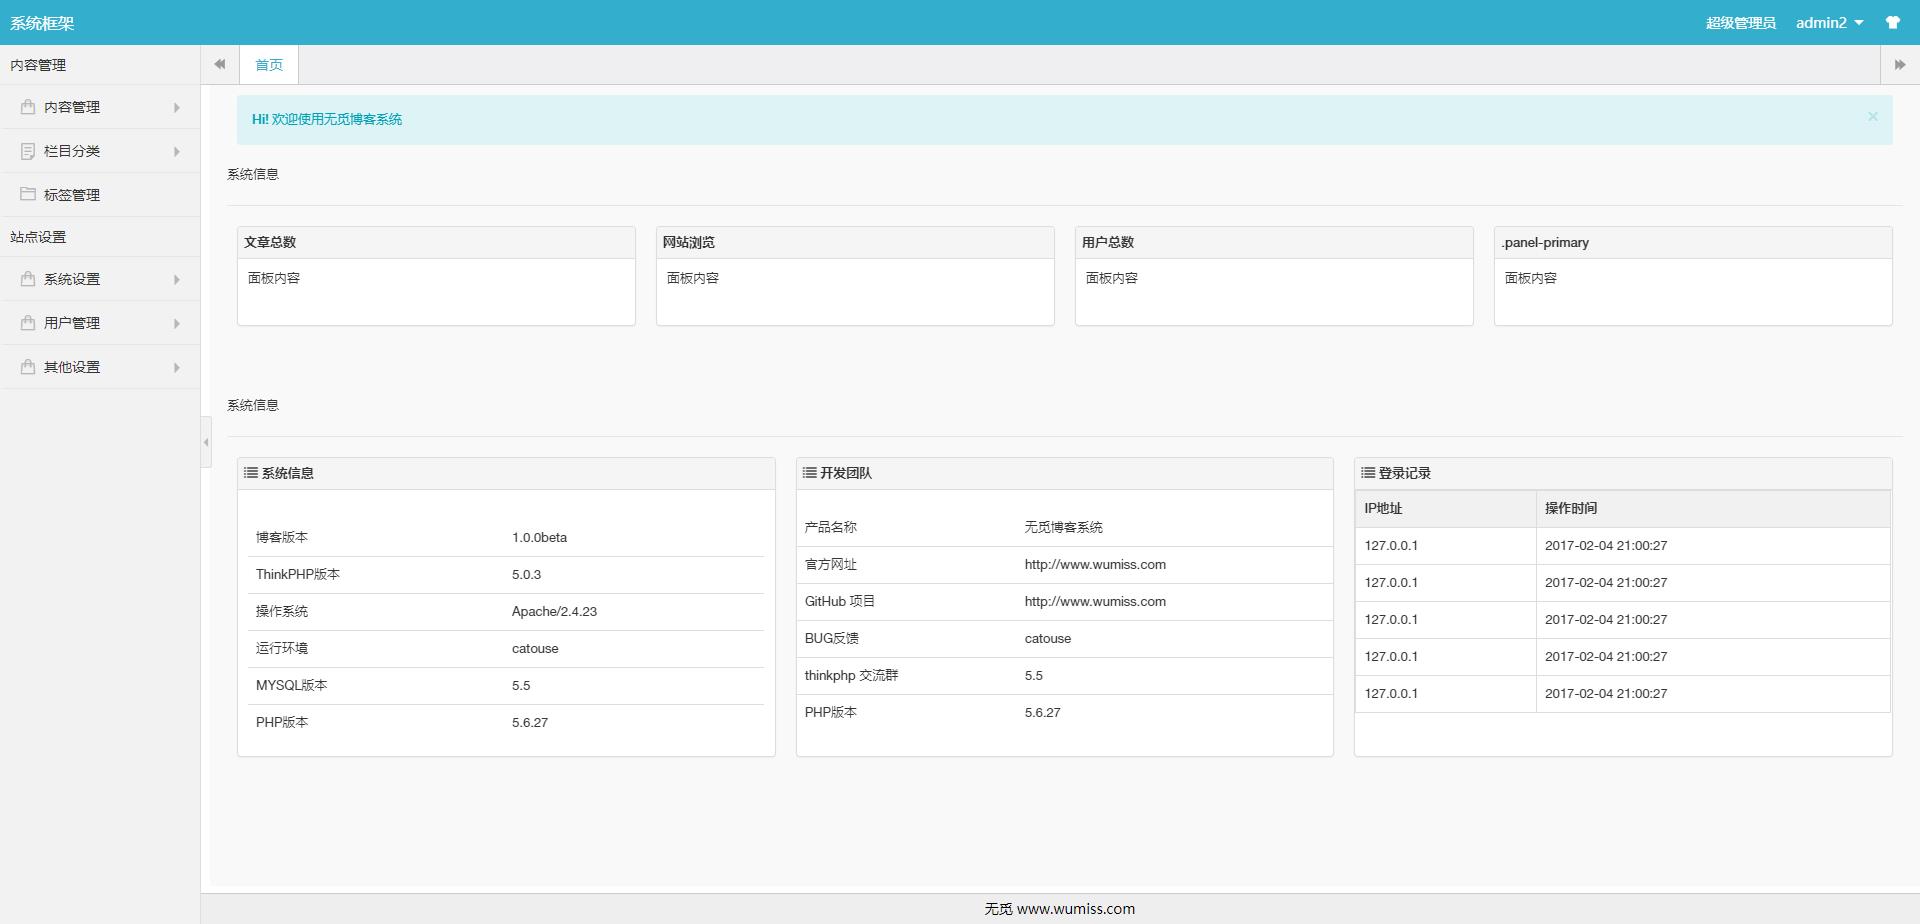 系统框架
超级管理员 admin2
内容管理
首页
内容管理
栏目分类
标签管理
站点设置
系统设置
用户管理
其他设置
Hi! 欢迎使用无觅博客系统 ×
系统信息
文章总数 网站浏览 用户总数 .panel-primary
面板内容 面板内容 面板内容 面板内容
系统信息
系统信息
博客版本 1.0.0beta
ThinkPHP版本 5.0.3
操作系统 Apache/2.4.23
运行环境 catouse
MYSQL版本 5.5
PHP版本 5.6.27
开发团队
产品名称 无觅博客系统
官方网址 http://www.wumiss.com
GitHub 项目 http://www.wumiss.com
BUG反馈 catouse
thinkphp 交流群 5.5
PHP版本 5.6.27
登录记录
IP地址 操作时间
127.0.0.1 2017-02-04 21:00:27
127.0.0.1 2017-02-04 21:00:27
127.0.0.1 2017-02-04 21:00:27
127.0.0.1 2017-02-04 21:00:27
127.0.0.1 2017-02-04 21:00:27
无觅 www.wumiss.com